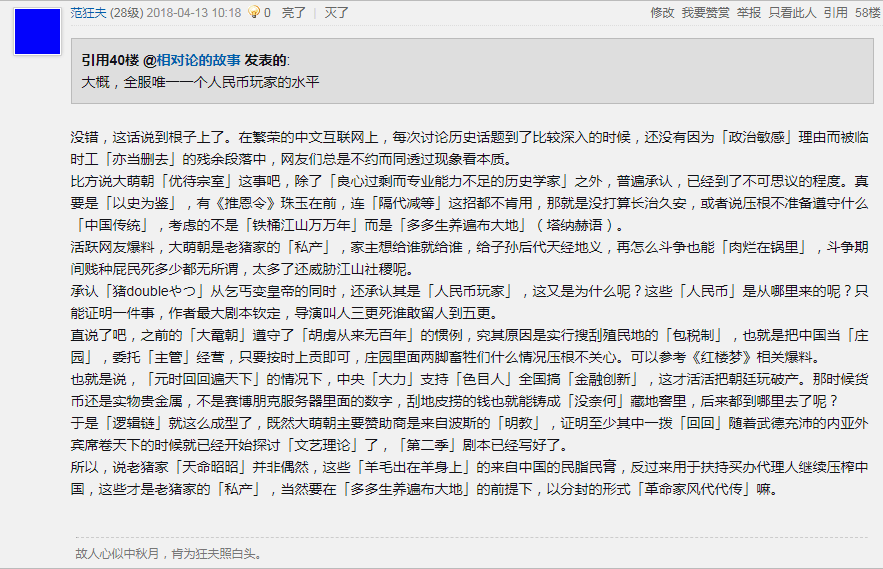 范狂夫 (28级) 2018-04-13 10:18 0 亮了 | 灭了 修改 我要赞赏 举报 只看此人 引用 58楼
引用40楼 @相对论的故事 发表的:
大概，全服唯一一个人民币玩家的水平
没错，这话说到根子上了。在繁荣的中文互联网上，每次讨论历史话题到了比较深入的时候，还没有因为「政治敏感」理由而被临
时工「亦当删去」的残余段落中，网友们总是不约而同透过现象看本质。
比方说大萌朝「优待宗室」这事吧，除了「良心过剩而专业能力不足的历史学家」之外，普遍承认，已经到了不可思议的程度。真
要是「以史为鉴」，有《推恩令》珠玉在前，连「隔代减等」这招都不肯用，那就是没打算长治久安，或者说压根不准备遵守什么
「中国传统」，考虑的不是「铁桶江山万万年」而是「多多生养遍布大地」（塔纳赫语）。
活跃网友爆料，大萌朝是老猪家的「私产」，家主想给谁就给谁，给子孙后代天经地义，再怎么斗争也能「肉烂在锅里」，斗争期
间贱种屁民死多少都无所谓，太多了还威胁江山社稷呢。
承认「猪doubleやつ」从乞丐变皇帝的同时，还承认其是「人民币玩家」，这又是为什么呢？这些「人民币」是从哪里来的呢？只
能证明一件事，作者最大剧本钦定，导演叫人三更死谁敢留人到五更。
直说了吧，之前的「大鼋朝」遵守了「胡虏从来无百年」的惯例，究其原因是实行搜刮殖民地的「包税制」，也就是把中国当「庄
园」，委托「主管」经营，只要按时上贡即可，庄园里面两脚畜牲们什么情况压根不关心。可以参考《红楼梦》相关爆料。
也就是说，「元时回回遍天下」的情况下，中央「大力」支持「色目人」全国搞「金融创新」，这才活活把朝廷玩破产。那时候货
币还是实物贵金属，不是赛博朋克服务器里面的数字，刮地皮捞的钱也就能铸成「没奈何」藏地窖里，后来都到哪里去了呢？
于是「逻辑链」就这么成型了，既然大萌朝主要赞助商是来自波斯的「明教」，证明至少其中一拨「回回」随着武德充沛的内亚外
宾席卷天下的时候就已经开始探讨「文艺理论」了，「第二季」剧本已经写好了。
所以，说老猪家「天命昭昭」并非偶然，这些「羊毛出在羊身上」的来自中国的民脂民膏，反过来用于扶持买办代理人继续压榨中
国，这些才是老猪家的「私产」，当然要在「多多生养遍布大地」的前提下，以分封的形式「革命家风代代传」嘛。
故人心似中秋月，肯为狂夫照白头。